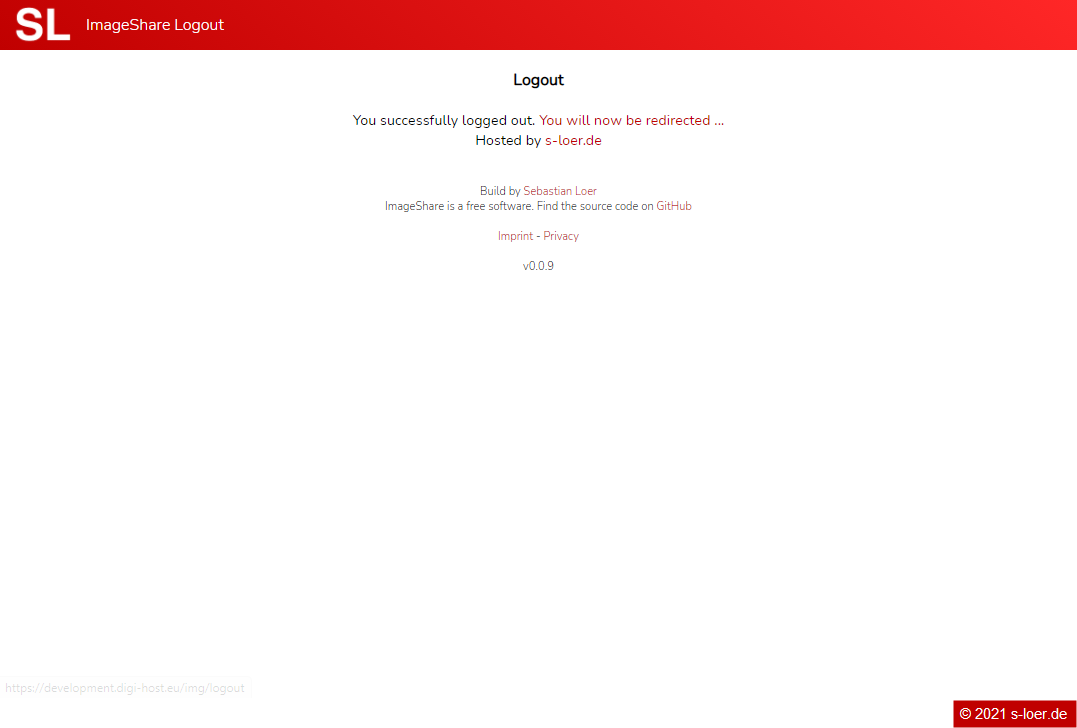 SL ImageShare Logout
Logout
You successfully logged out. You will now be redirected ...
Hosted by s-loer.de
Build by Sebastian Loer
ImageShare is a free software. Find the source code on GitHub
Imprint - Privacy
v0.0.9
https://development.digi-host.eu/img/logout
© 2021 s-loer.de